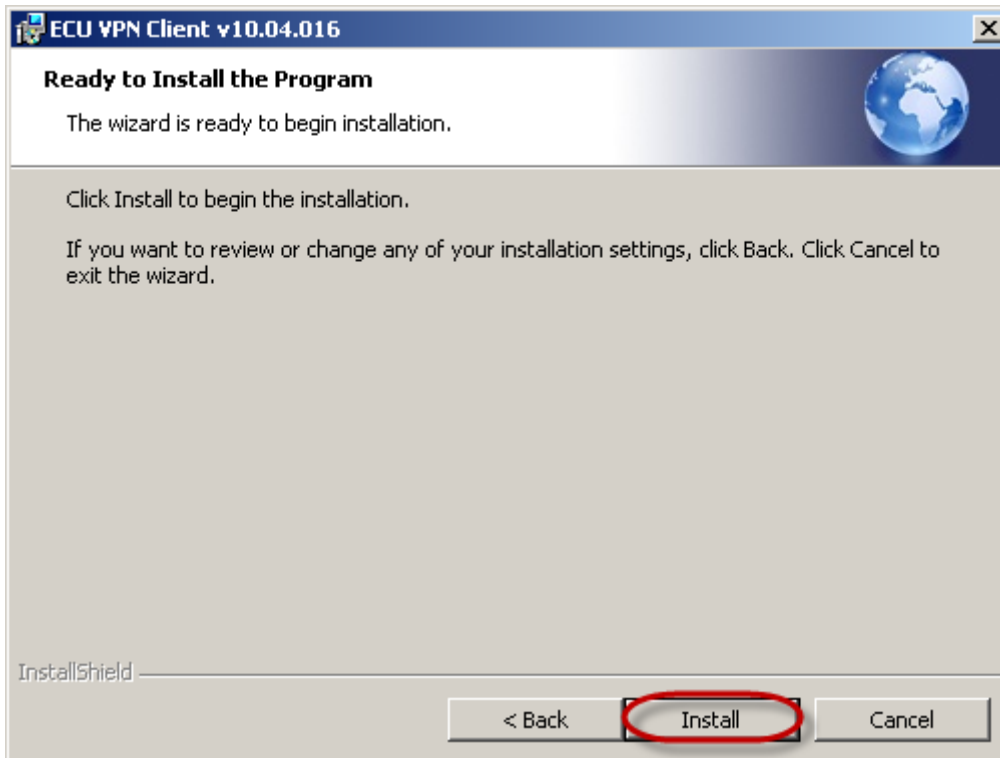 ECU VPN Client v10.04.016
Ready to Install the Program
The wizard is ready to begin installation.
Click Install to begin the installation.
If you want to review or change any of your installation settings, click Back. Click Cancel to
exit the wizard.
InstallShield
< Back Install Cancel